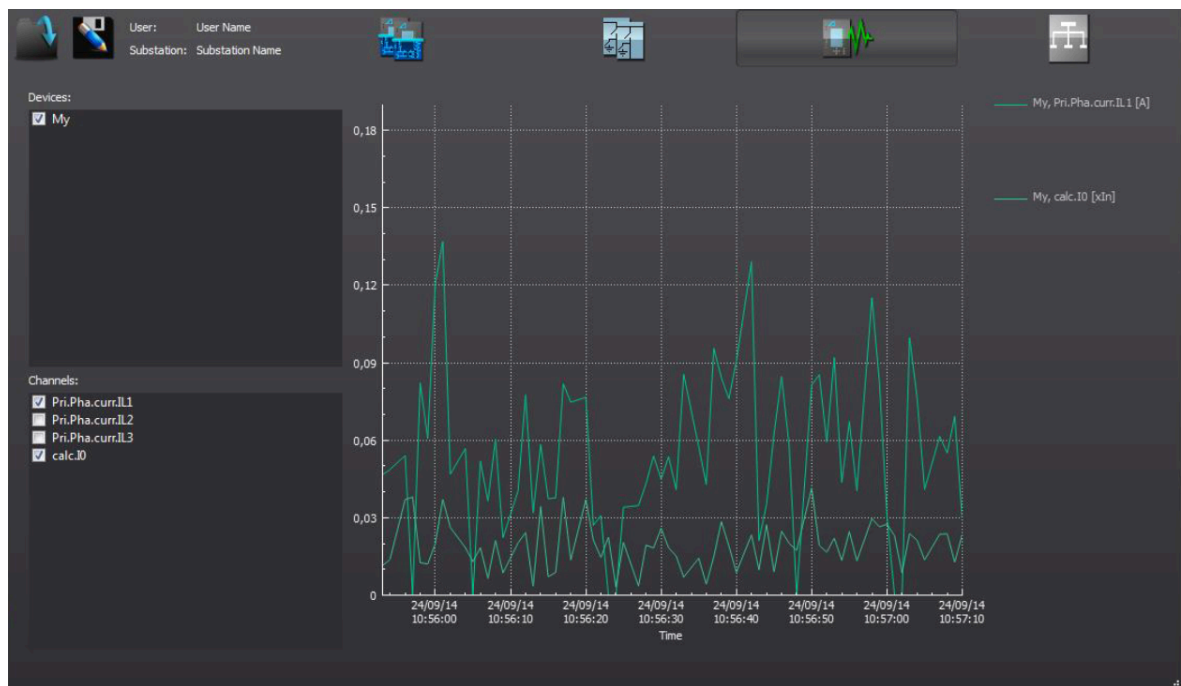 User: User Name
Substation: Substation Name
Devices:
My
Channels:
Pri.Pha.curr.IL1
Pri.Pha.curr.IL2
Pri.Pha.curr.IL3
calc.I0
0,18
0,15
0,12
0,09
0,06
0,03
0
24/09/14 24/09/14 24/09/14 24/09/14 24/09/14 24/09/14 24/09/14 24/09/14
10:56:00 10:56:10 10:56:20 10:56:30 10:56:40 10:56:50 10:57:00 10:57:10
Time
My, Pri.Pha.curr.IL1 [A]
My, calc.I0 [xIn]